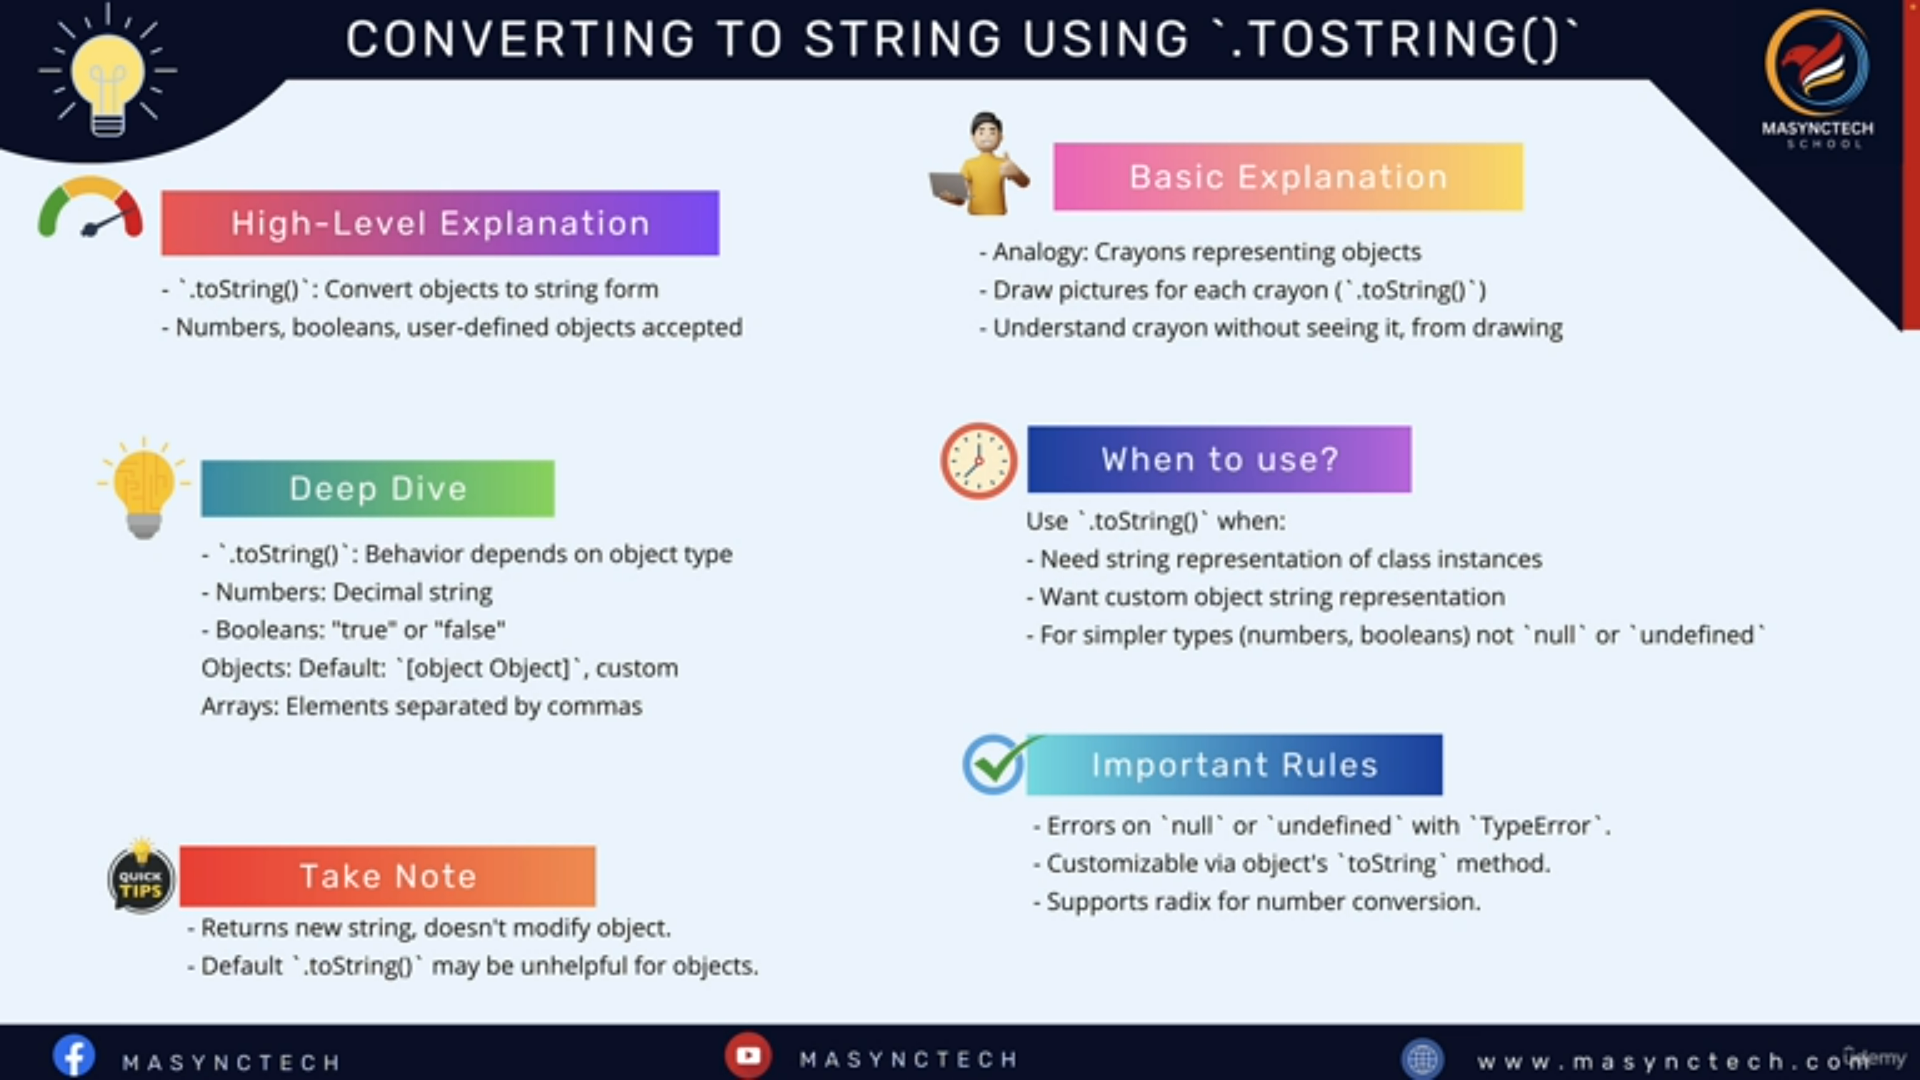 CONVERTING TO STRING USING `.TOSTRING()`
MASYNCTECH
SCHOOL
High-Level Explanation
- `.toString()`: Convert objects to string form
- Numbers, booleans, user-defined objects accepted
Basic Explanation
- Analogy: Crayons representing objects
- Draw pictures for each crayon (`.toString()`)
- Understand crayon without seeing it, from drawing
Deep Dive
- `.toString()`: Behavior depends on object type
- Numbers: Decimal string
- Booleans: "true" or "false"
Objects: Default: `[object Object]`, custom
Arrays: Elements separated by commas
When to use?
Use `.toString()` when:
- Need string representation of class instances
- Want custom object string representation
- For simpler types (numbers, booleans) not `null` or `undefined`
Important Rules
- Errors on `null` or `undefined` with `TypeError`.
- Customizable via object's `toString` method.
- Supports radix for number conversion.
QUICK
TIPS
Take Note
- Returns new string, doesn't modify object.
- Default `.toString()` may be unhelpful for objects.
MASYNCTECH
MASYNCTECH
www.masynctech.com
ûdemy